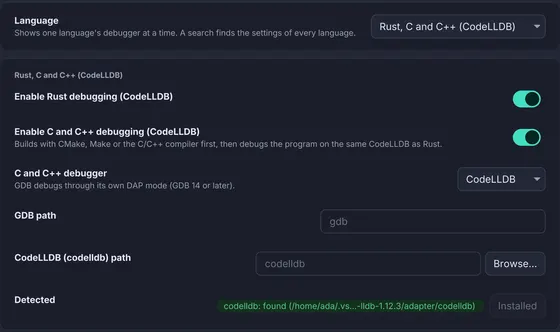 Language
Shows one language's debugger at a time. A search finds the settings of every language.
Rust, C and C++ (CodeLLDB)
Rust, C and C++ (CodeLLDB)
Enable Rust debugging (CodeLLDB)
Enable C and C++ debugging (CodeLLDB)
Builds with CMake, Make or the C/C++ compiler first, then debugs the program on the same CodeLLDB as Rust.
C and C++ debugger
GDB debugs through its own DAP mode (GDB 14 or later).
CodeLLDB
GDB path
gdb
CodeLLDB (codelldb) path
codelldb
Browse...
Detected
codelldb: found (/home/ada/.vs...-lldb-1.12.3/adapter/codelldb)
Installed